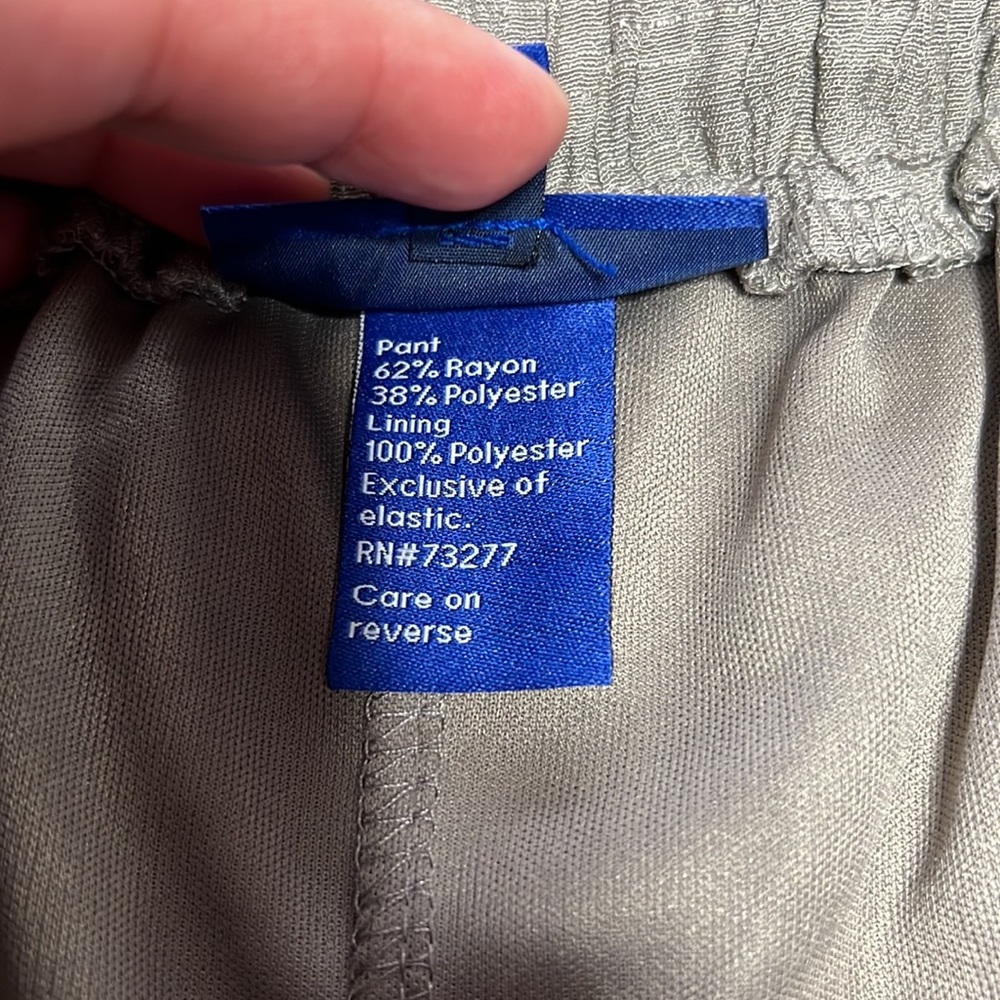 Pant
62% Rayon
38% Polyester
Lining
100% Polyester
Exclusive of
elastic.
RN#73277
Care on
reverse